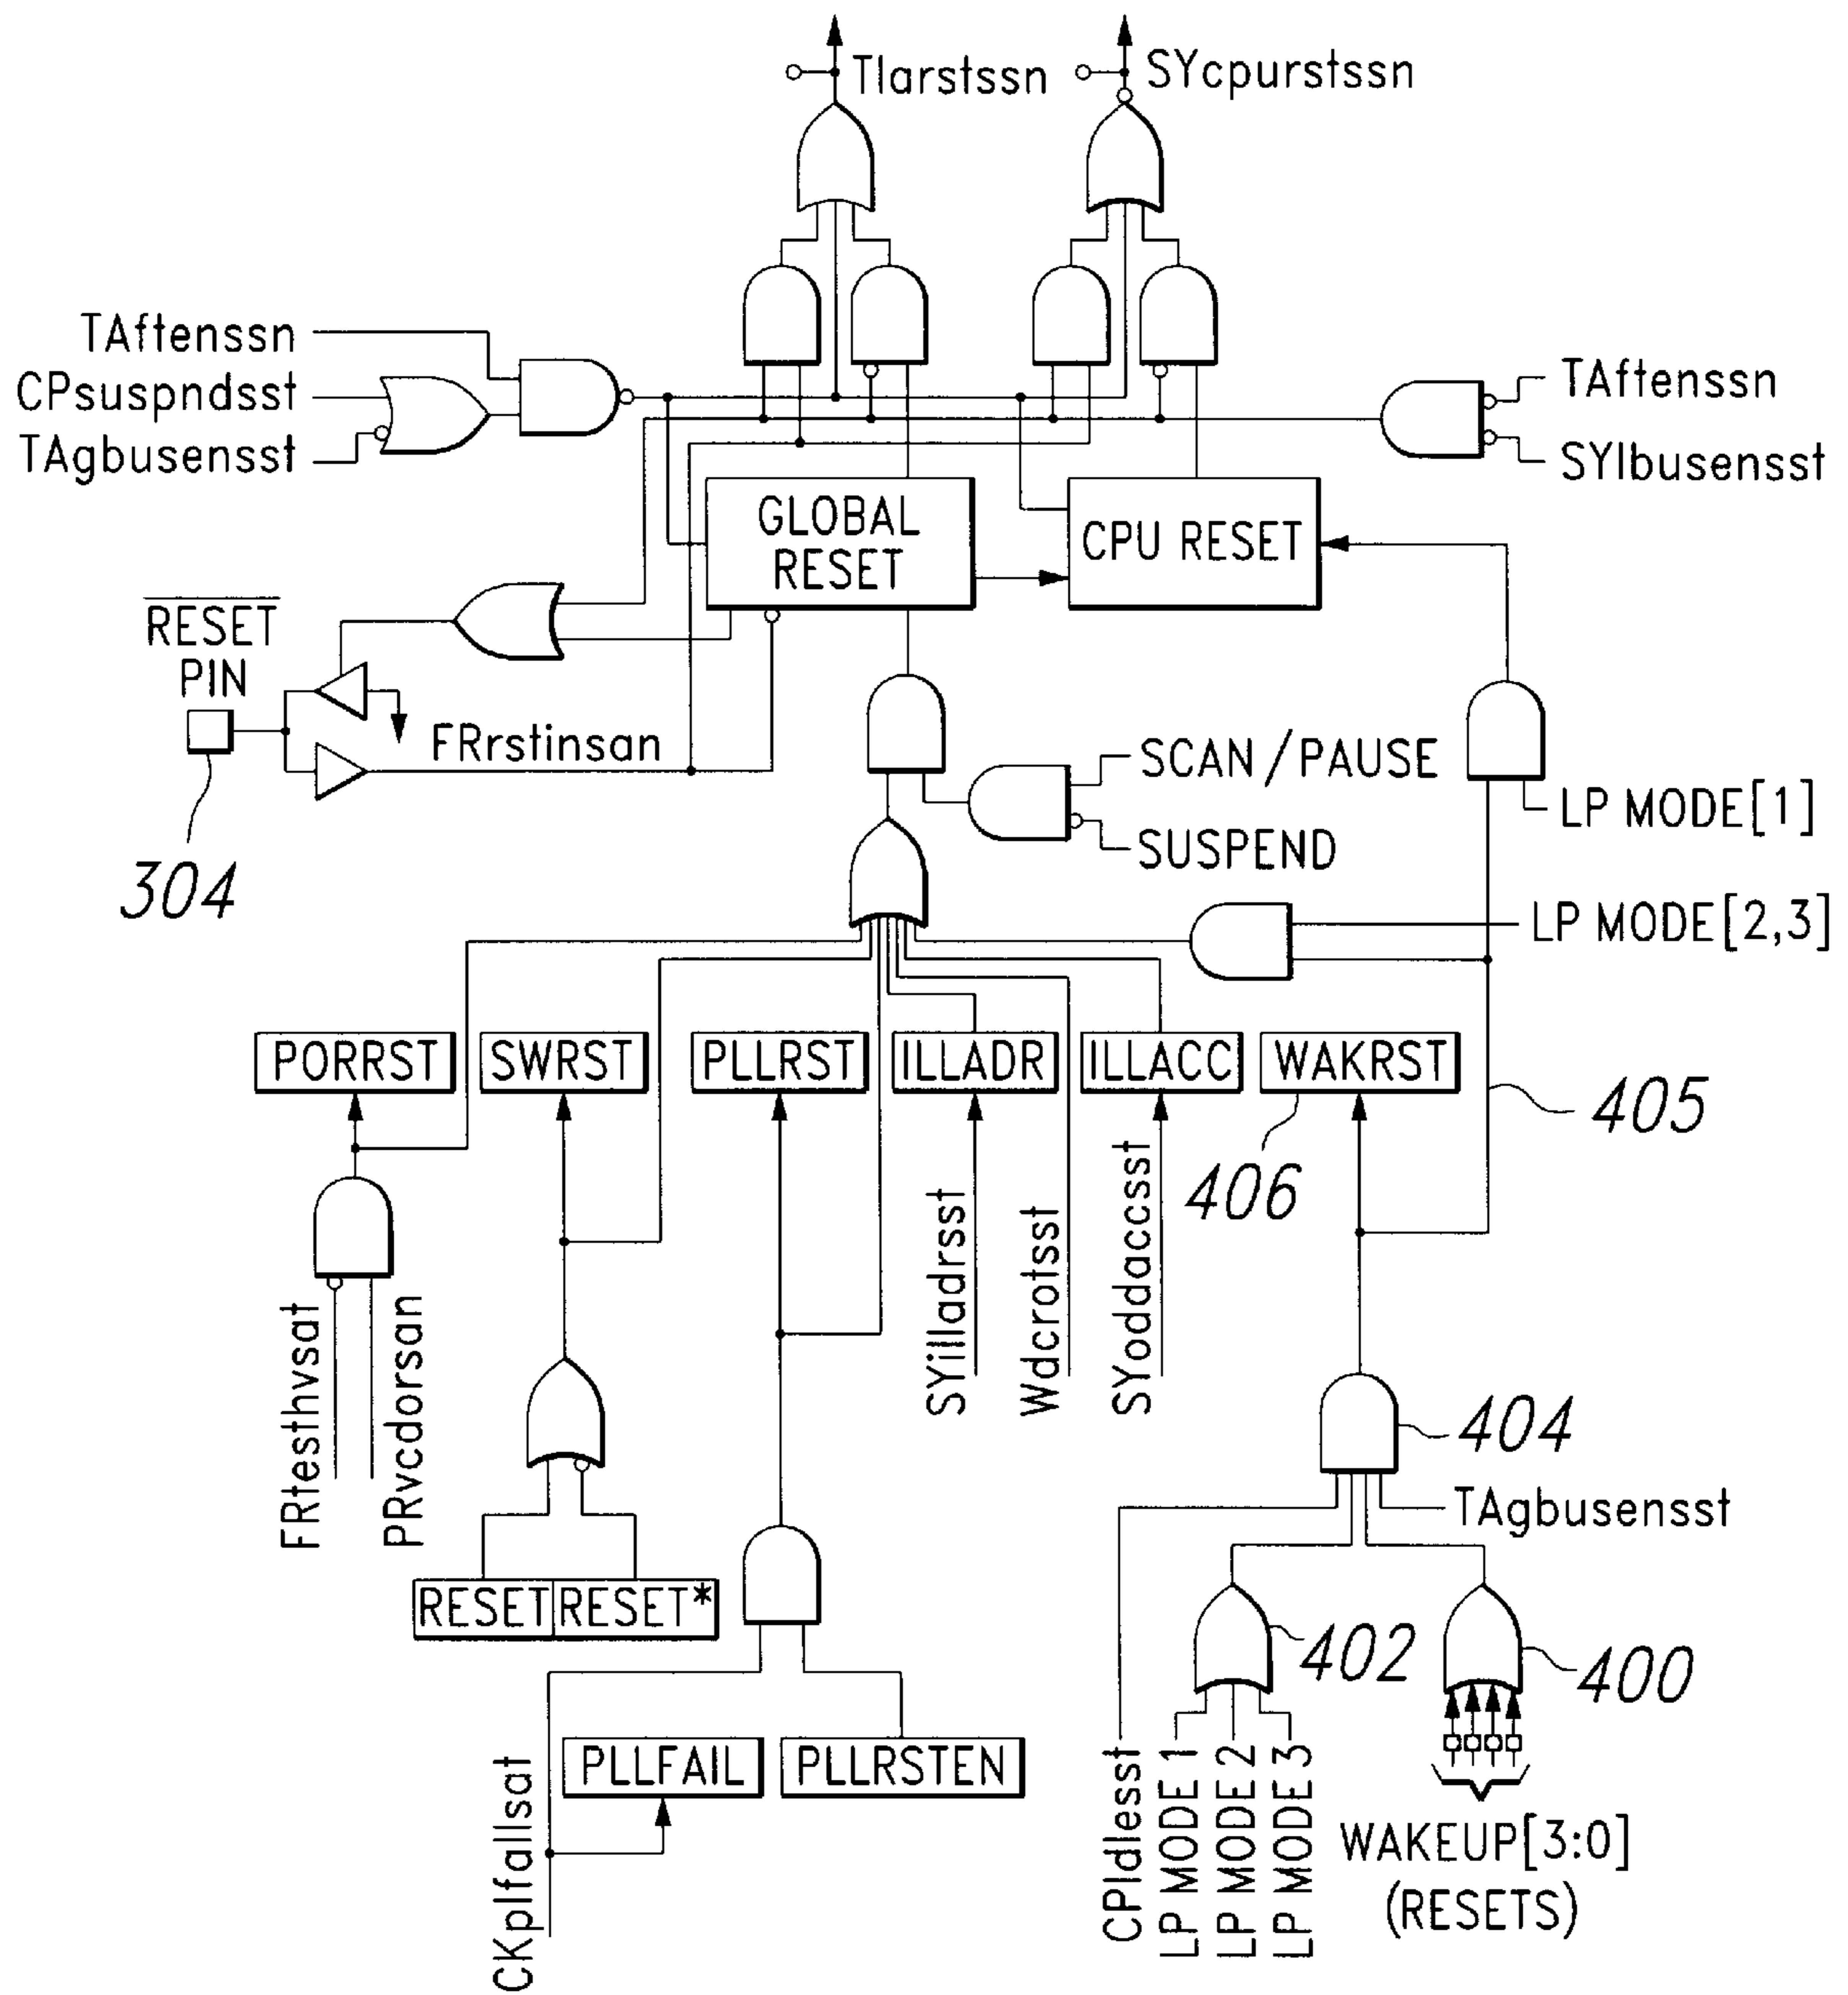 TIarstssn
SYcpurstssn
TAftenssn
CPsuspndsst
TAgbusensst
TAftenssn
SYIbusensst
GLOBAL
RESET
CPU RESET
RESET
PIN
FRrstinsan
304
SCAN/PAUSE
SUSPEND
LP MODE[1]
LP MODE[2,3]
PORRST
SWRST
PLLRST
ILLADR
ILLACC
WAKRST
405
406
FRtesthvsat
PRvcdorsan
SYilladrsst
Wdcrotsst
SYoddaccsst
404
TAgbusensst
RESET
RESET*
402
400
PLLFAIL
PLLRSTEN
CKplfallsat
CPIdlesst
LP MODE 1
LP MODE 2
LP MODE 3
WAKEUP[3:0]
(RESETS)